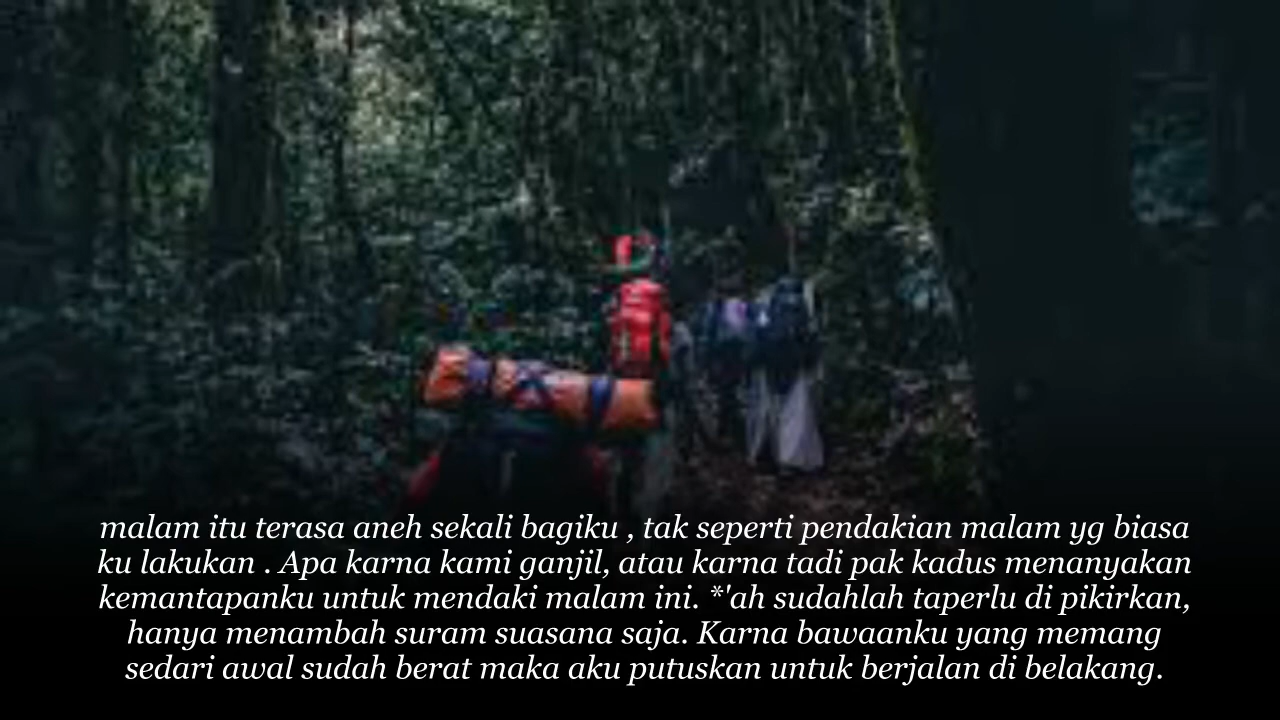 malam itu terasa aneh sekali bagiku , tak seperti pendakian malam yg biasa
ku lakukan . Apa karna kami ganjil, atau karna tadi pak kadus menanyakan
kemantapanku untuk mendaki malam ini. *'ah sudahlah taperlu di pikirkan,
hanya menambah suram suasana saja. Karna bawaanku yang memang
sedari awal sudah berat maka aku putuskan untuk berjalan di belakang.